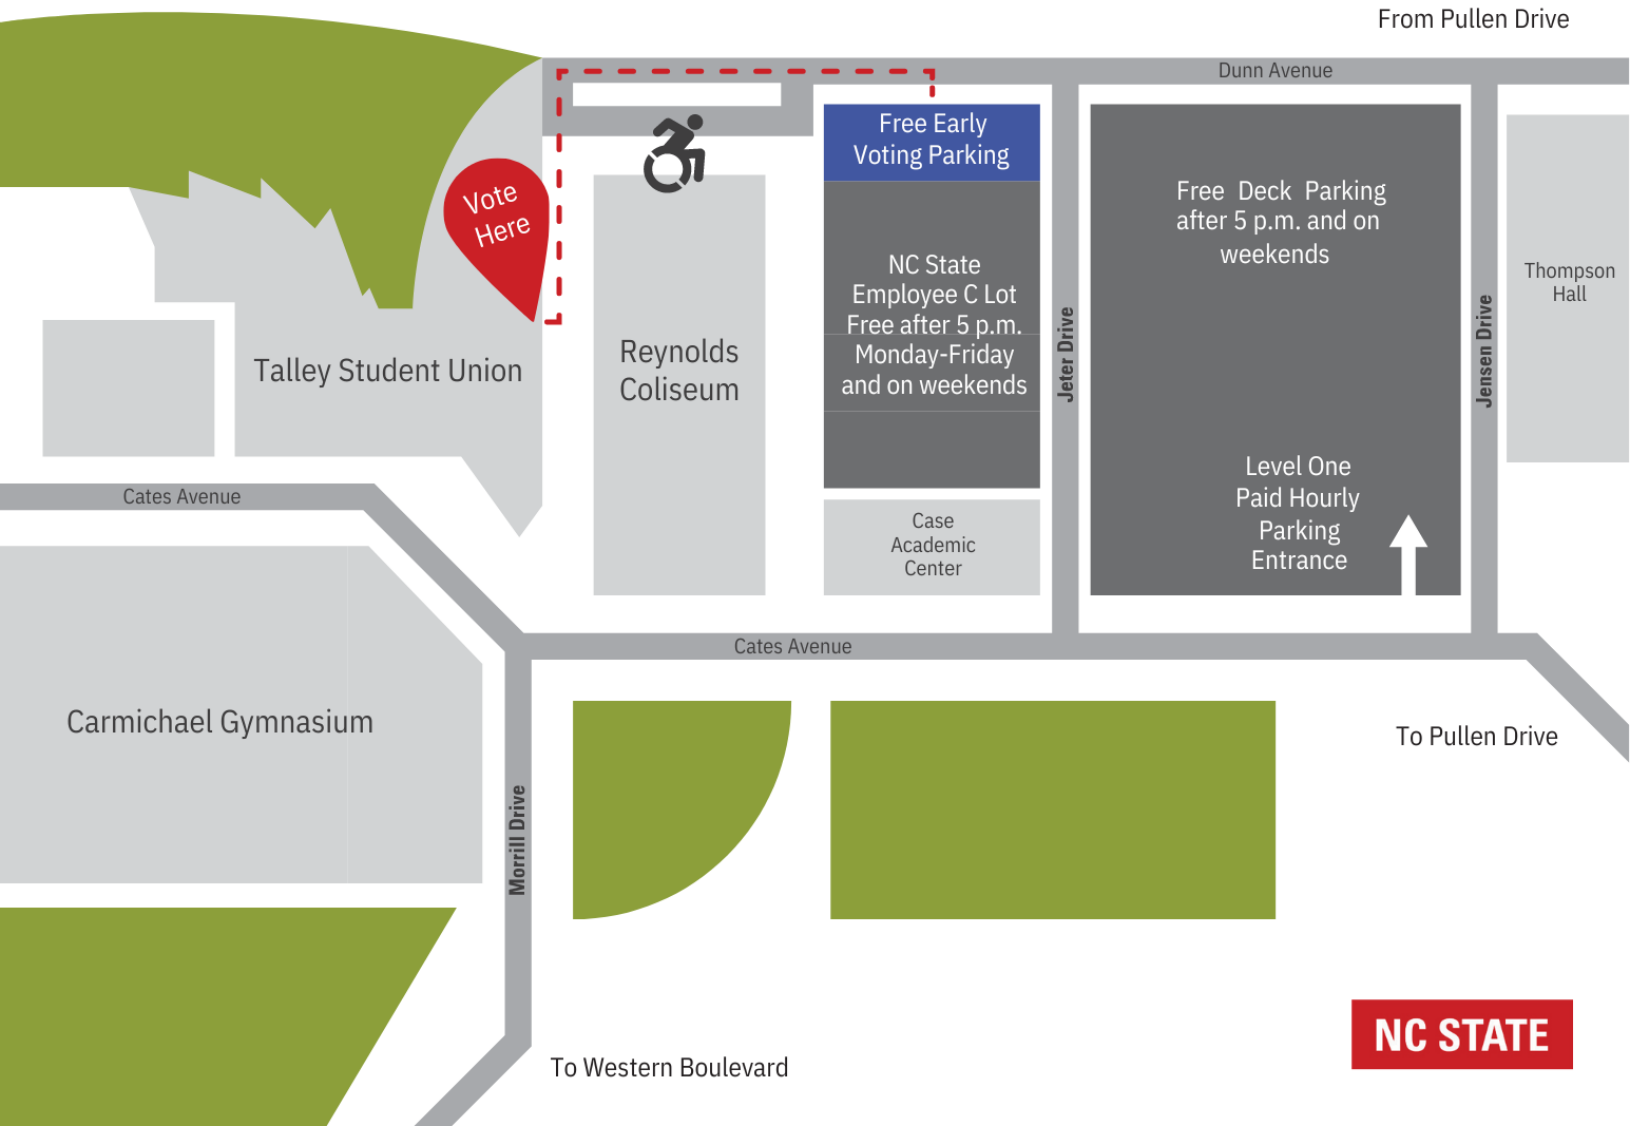 From Pullen Drive
Dunn Avenue
Free Early
Voting Parking
Vote
Here
Free Deck Parking
after 5 p.m. and on
weekends
NC State
Employee C Lot
Free after 5 p.m.
Monday-Friday
and on weekends
Thompson
Hall
Jeter Drive
Jensen Drive
Reynolds
Coliseum
Talley Student Union
Level One
Paid Hourly
Parking
Entrance
Cates Avenue
Case
Academic
Center
Cates Avenue
Carmichael Gymnasium
To Pullen Drive
Morrill Drive
NC STATE
To Western Boulevard